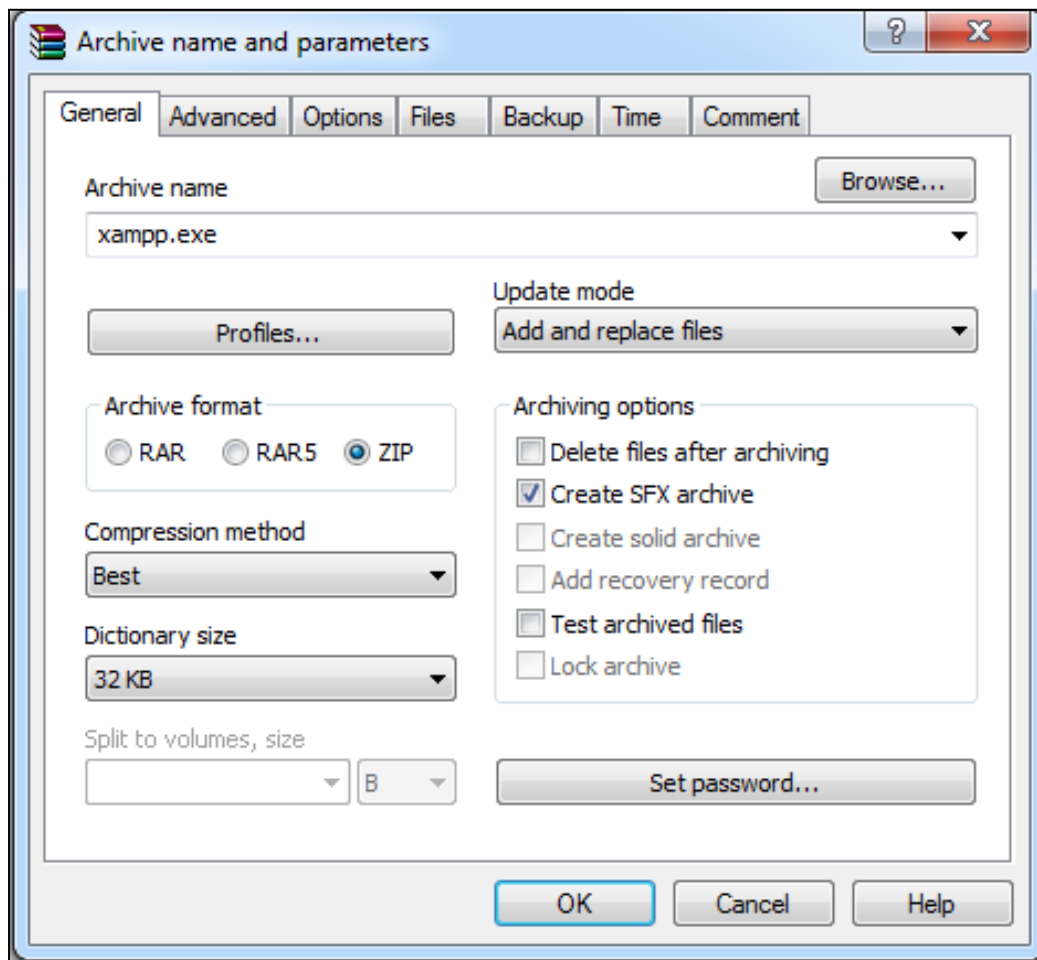 Archive name and parameters
General Advanced Options Files Backup Time Comment
Archive name
Browse...
xampp.exe
Update mode
Profiles...
Add and replace files
Archive format
RAR RAR5 ZIP
Compression method
Best
Dictionary size
32 KB
Split to volumes, size
B
Archiving options
Delete files after archiving
Create SFX archive
Create solid archive
Add recovery record
Test archived files
Lock archive
Set password...
OK Cancel Help